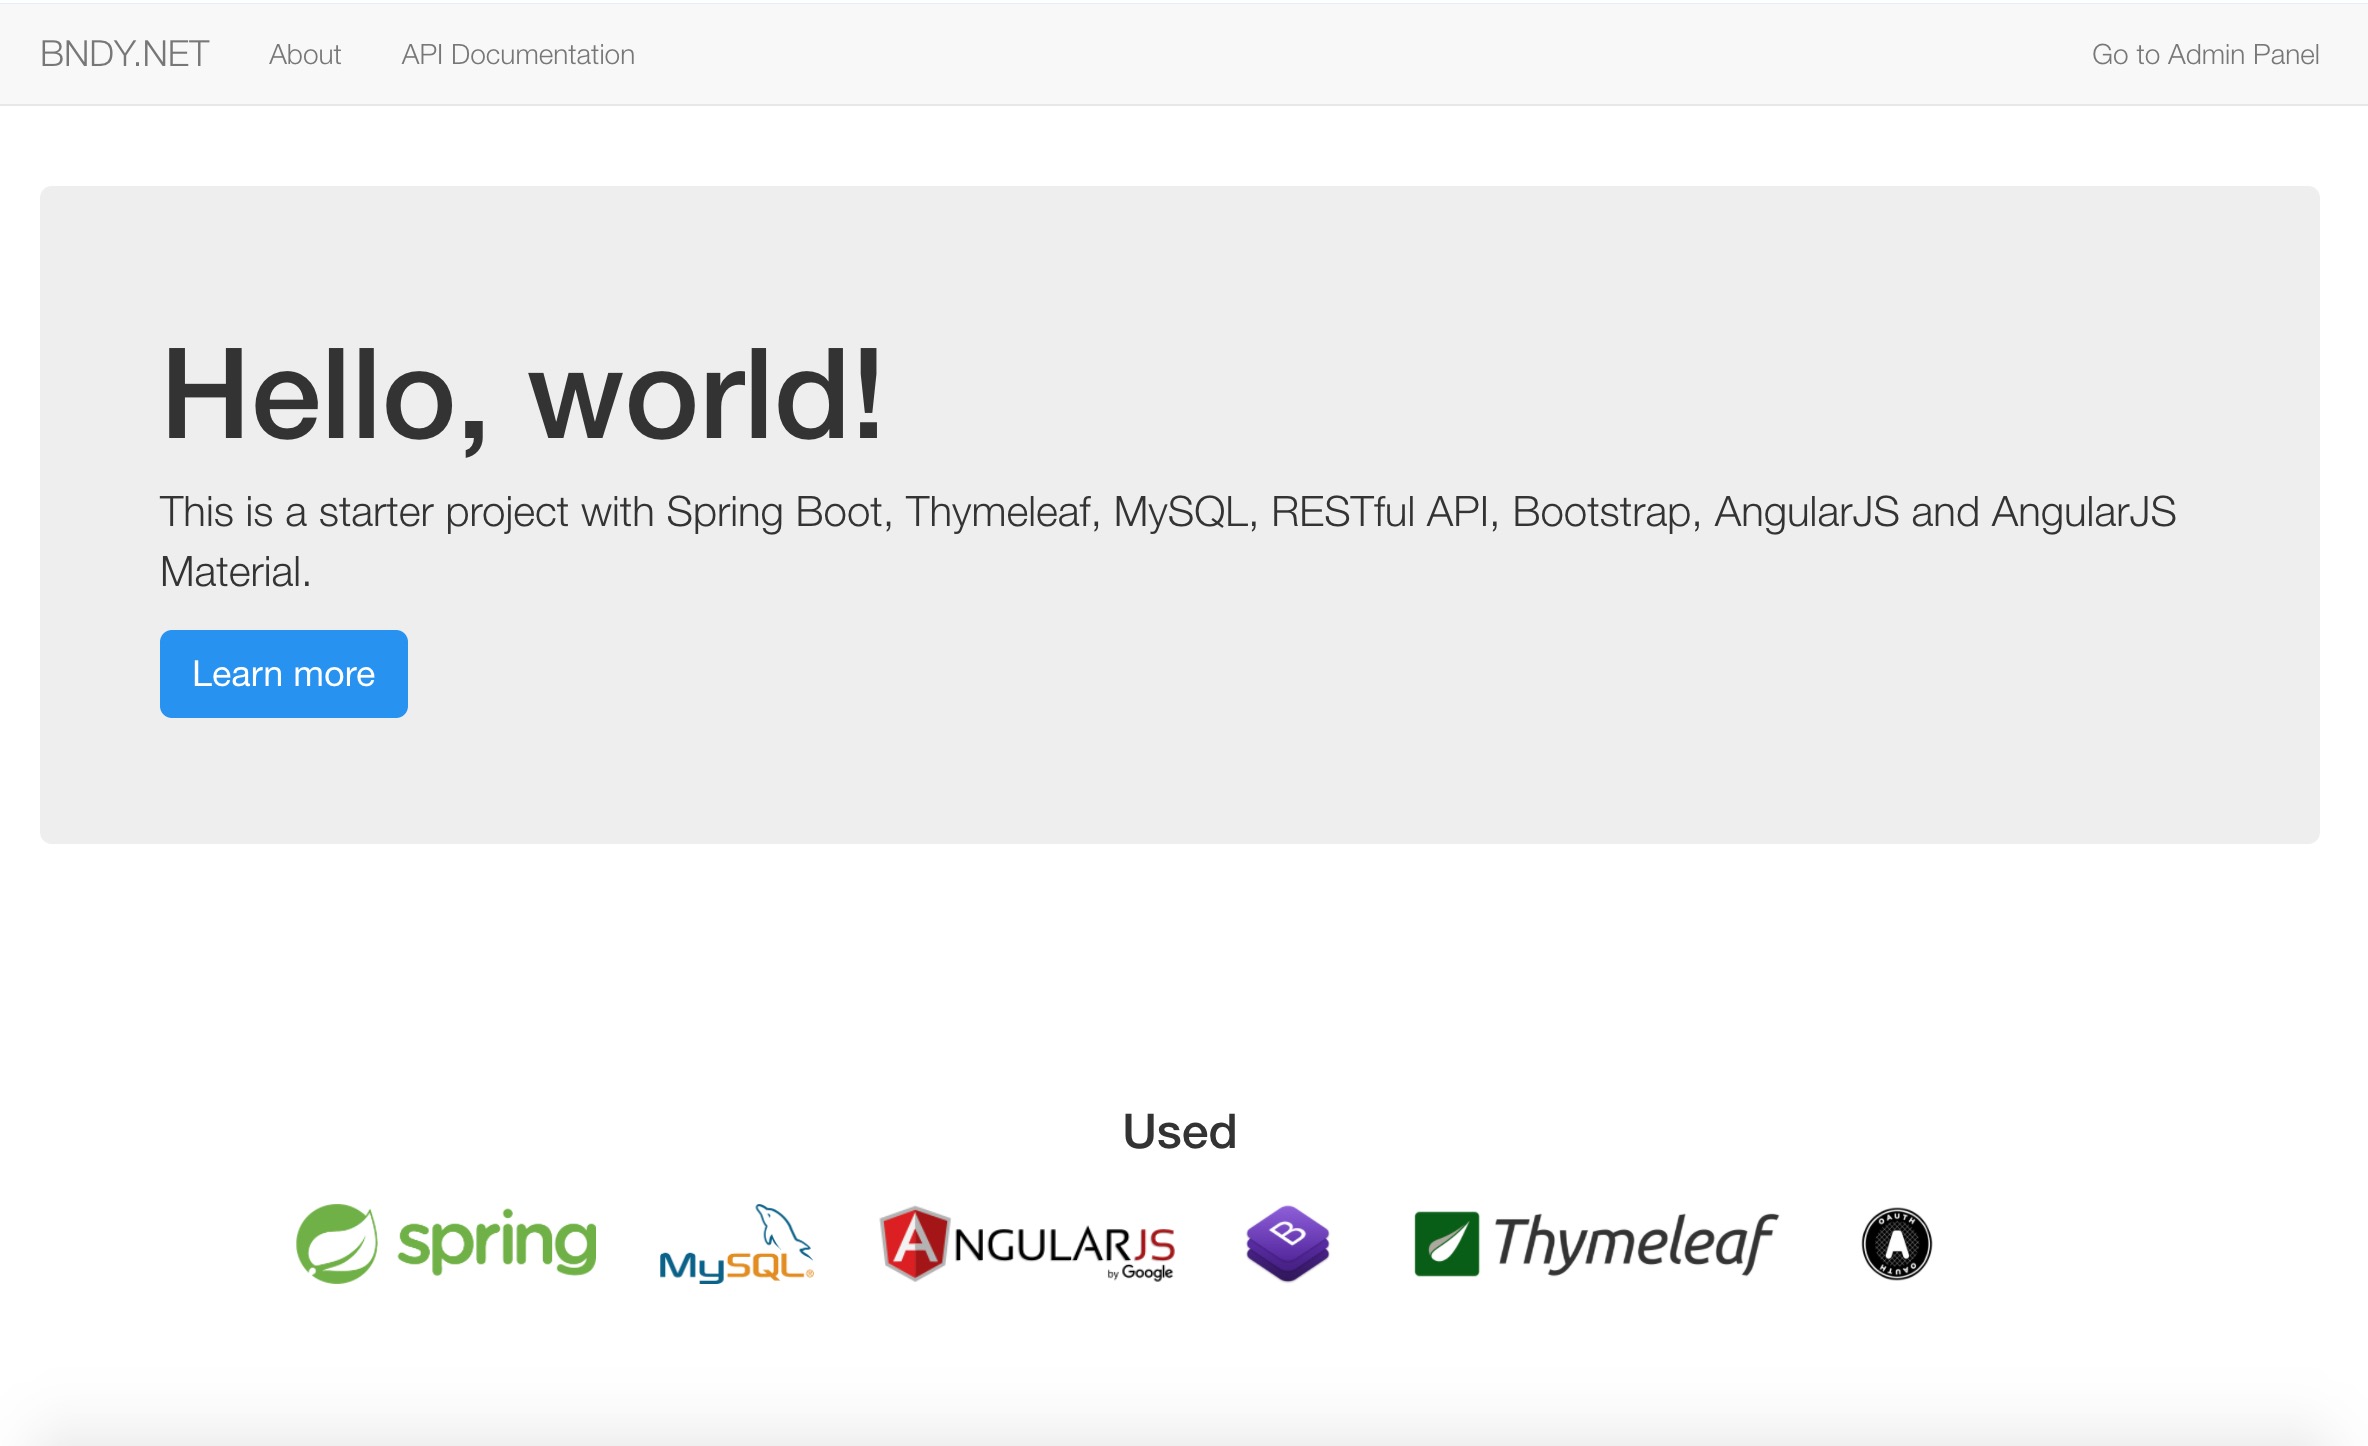 BNDY.NET About API Documentation Go to Admin Panel
Hello, world!
This is a starter project with Spring Boot, Thymeleaf, MySQL, RESTful API, Bootstrap, AngularJS and AngularJS
Material.
Learn more
Used
spring MySQL® ANGULARJS by Google B Thymeleaf OAUTH A OAUTH